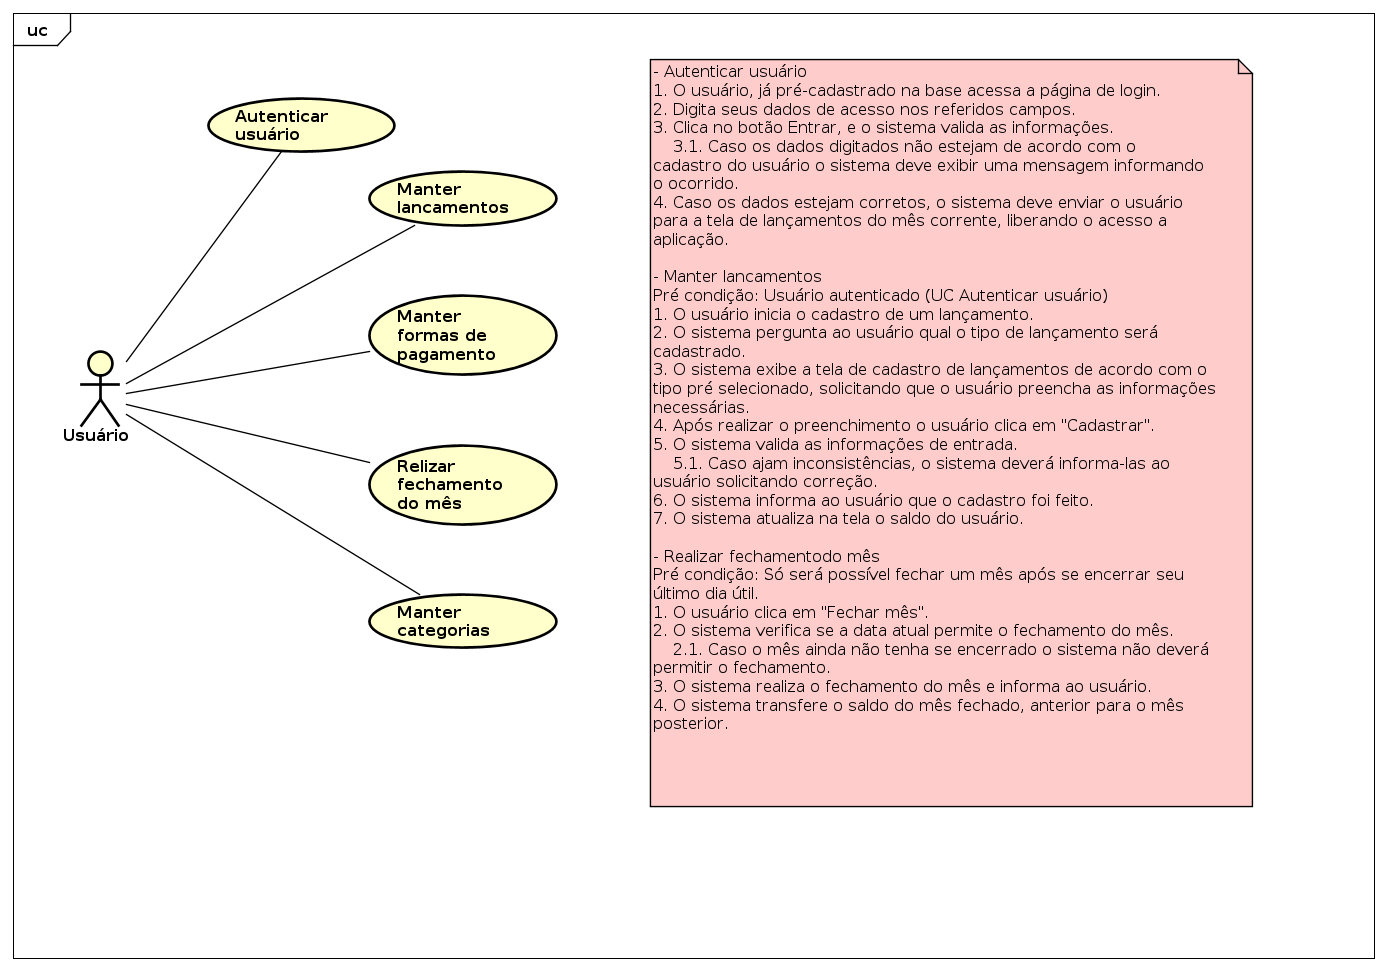 uc
Autenticar
usuário
Manter
lancamentos
Manter
formas de
pagamento
Usuário
Relizar
fechamento
do mês
Manter
categorias
- Autenticar usuário
1. O usuário, já pré-cadastrado na base acessa a página de login.
2. Digita seus dados de acesso nos referidos campos.
3. Clica no botão Entrar, e o sistema valida as informações.
3.1. Caso os dados digitados não estejam de acordo com o
cadastro do usuário o sistema deve exibir uma mensagem informando
o ocorrido.
4. Caso os dados estejam corretos, o sistema deve enviar o usuário
para a tela de lançamentos do mês corrente, liberando o acesso a
aplicação.
- Manter lancamentos
Pré condição: Usuário autenticado (UC Autenticar usuário)
1. O usuário inicia o cadastro de um lançamento.
2. O sistema pergunta ao usuário qual o tipo de lançamento será
cadastrado.
3. O sistema exibe a tela de cadastro de lançamentos de acordo com o
tipo pré selecionado, solicitando que o usuário preencha as informações
necessárias.
4. Após realizar o preenchimento o usuário clica em "Cadastrar".
5. O sistema valida as informações de entrada.
5.1. Caso ajam inconsistências, o sistema deverá informa-las ao
usuário solicitando correção.
6. O sistema informa ao usuário que o cadastro foi feito.
7. O sistema atualiza na tela o saldo do usuário.
- Realizar fechamentodo mês
Pré condição: Só será possível fechar um mês após se encerrar seu
último dia útil.
1. O usuário clica em "Fechar mês".
2. O sistema verifica se a data atual permite o fechamento do mês.
2.1. Caso o mês ainda não tenha se encerrado o sistema não deverá
permitir o fechamento.
3. O sistema realiza o fechamento do mês e informa ao usuário.
4. O sistema transfere o saldo do mês fechado, anterior para o mês
posterior.